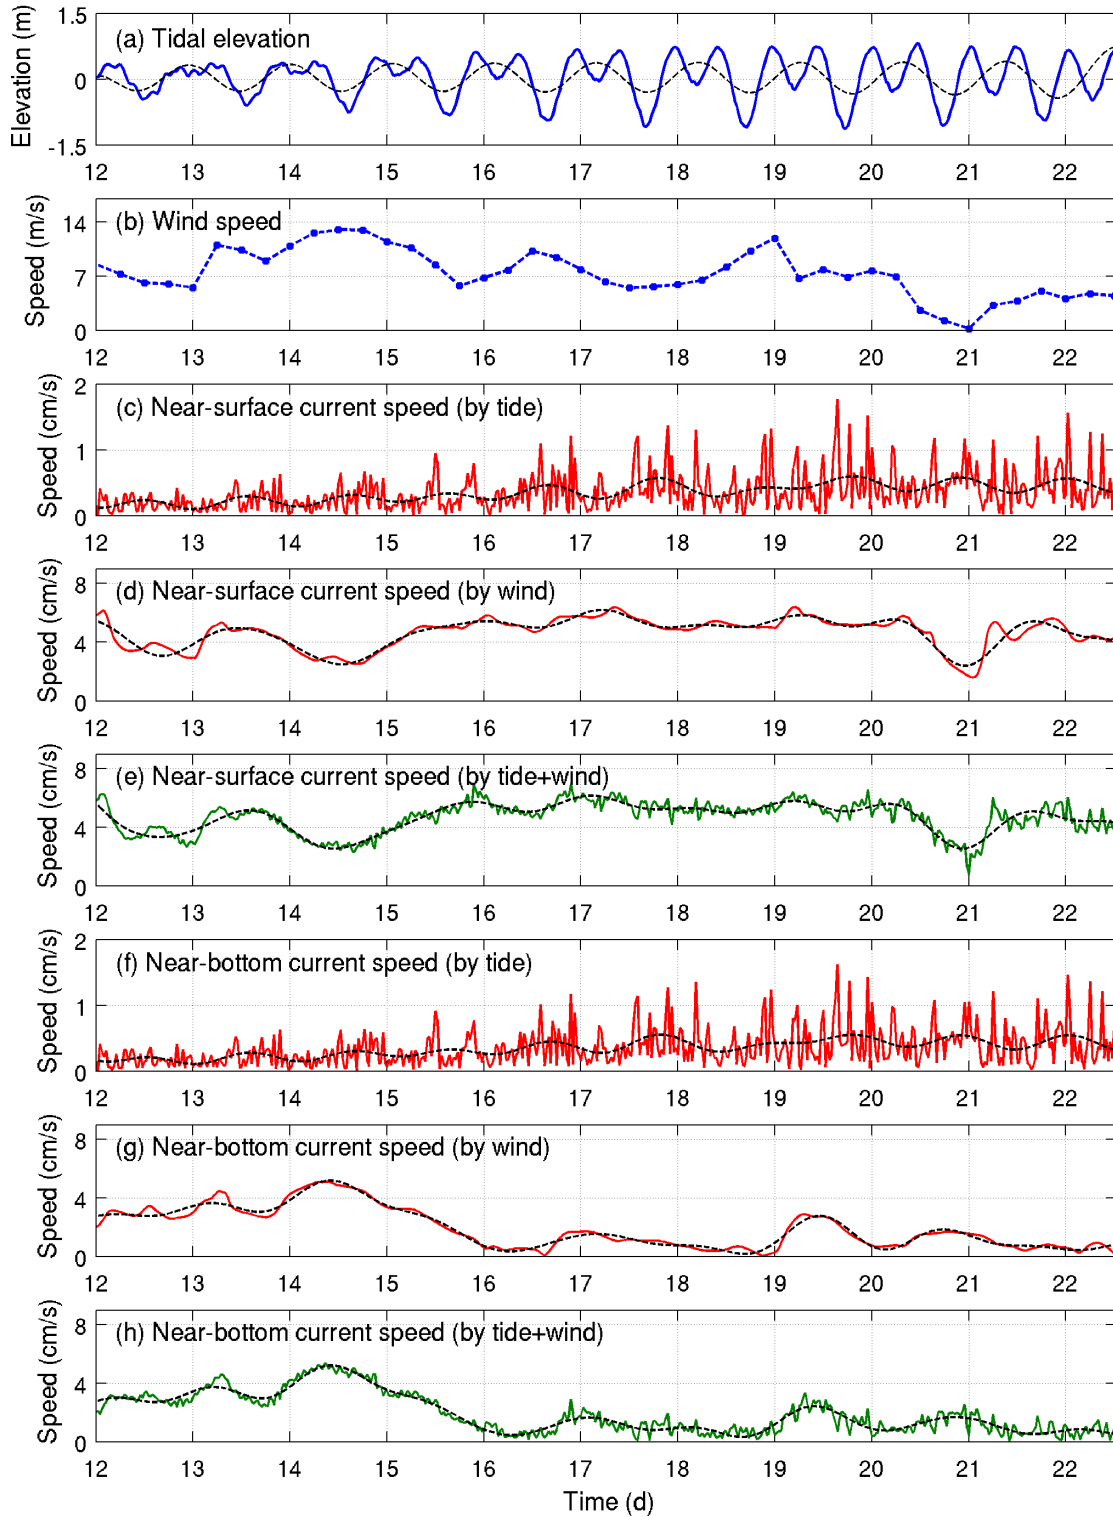 (a) Tidal elevation
Elevation (m)
1.5
0
-1.5
12 13 14 15 16 17 18 19 20 21 22
(b) Wind speed
Speed (m/s)
14
7
0
12 13 14 15 16 17 18 19 20 21 22
(c) Near-surface current speed (by tide)
Speed (cm/s)
2
1
0
12 13 14 15 16 17 18 19 20 21 22
(d) Near-surface current speed (by wind)
Speed (cm/s)
8
4
0
12 13 14 15 16 17 18 19 20 21 22
(e) Near-surface current speed (by tide+wind)
Speed (cm/s)
8
4
0
12 13 14 15 16 17 18 19 20 21 22
(f) Near-bottom current speed (by tide)
Speed (cm/s)
2
1
0
12 13 14 15 16 17 18 19 20 21 22
(g) Near-bottom current speed (by wind)
Speed (cm/s)
8
4
0
12 13 14 15 16 17 18 19 20 21 22
(h) Near-bottom current speed (by tide+wind)
Speed (cm/s)
8
4
0
12 13 14 15 16 17 18 19 20 21 22
Time (d)